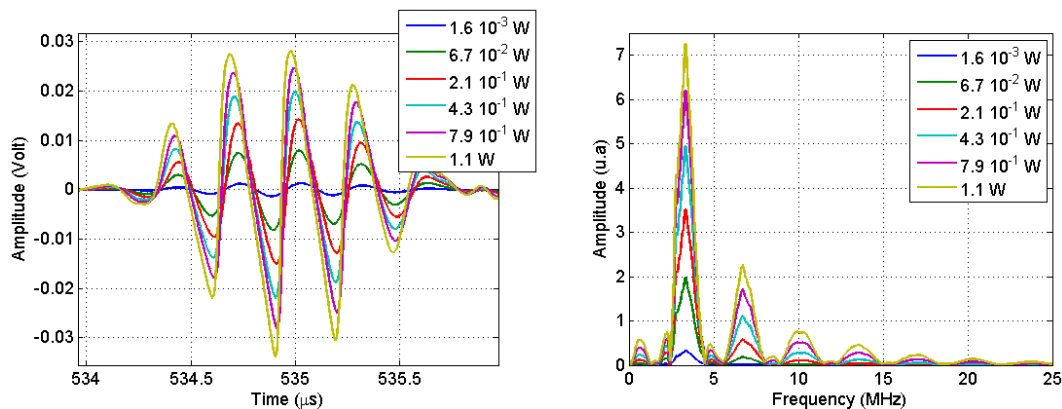 1.6 10-3 W
6.7 10-2 W
2.1 10-1 W
4.3 10-1 W
7.9 10-1 W
1.1 W
0.03
0.02
0.01
0
-0.01
-0.02
-0.03
Amplitude (Volt)
534
534.5
535
535.5
Time (μs)
1.6 10-3 W
6.7 10-2 W
2.1 10-1 W
4.3 10-1 W
7.9 10-1 W
1.1 W
7
6
5
4
3
2
1
0
Amplitude (u.a)
0
5
10
15
20
25
Frequency (MHz)